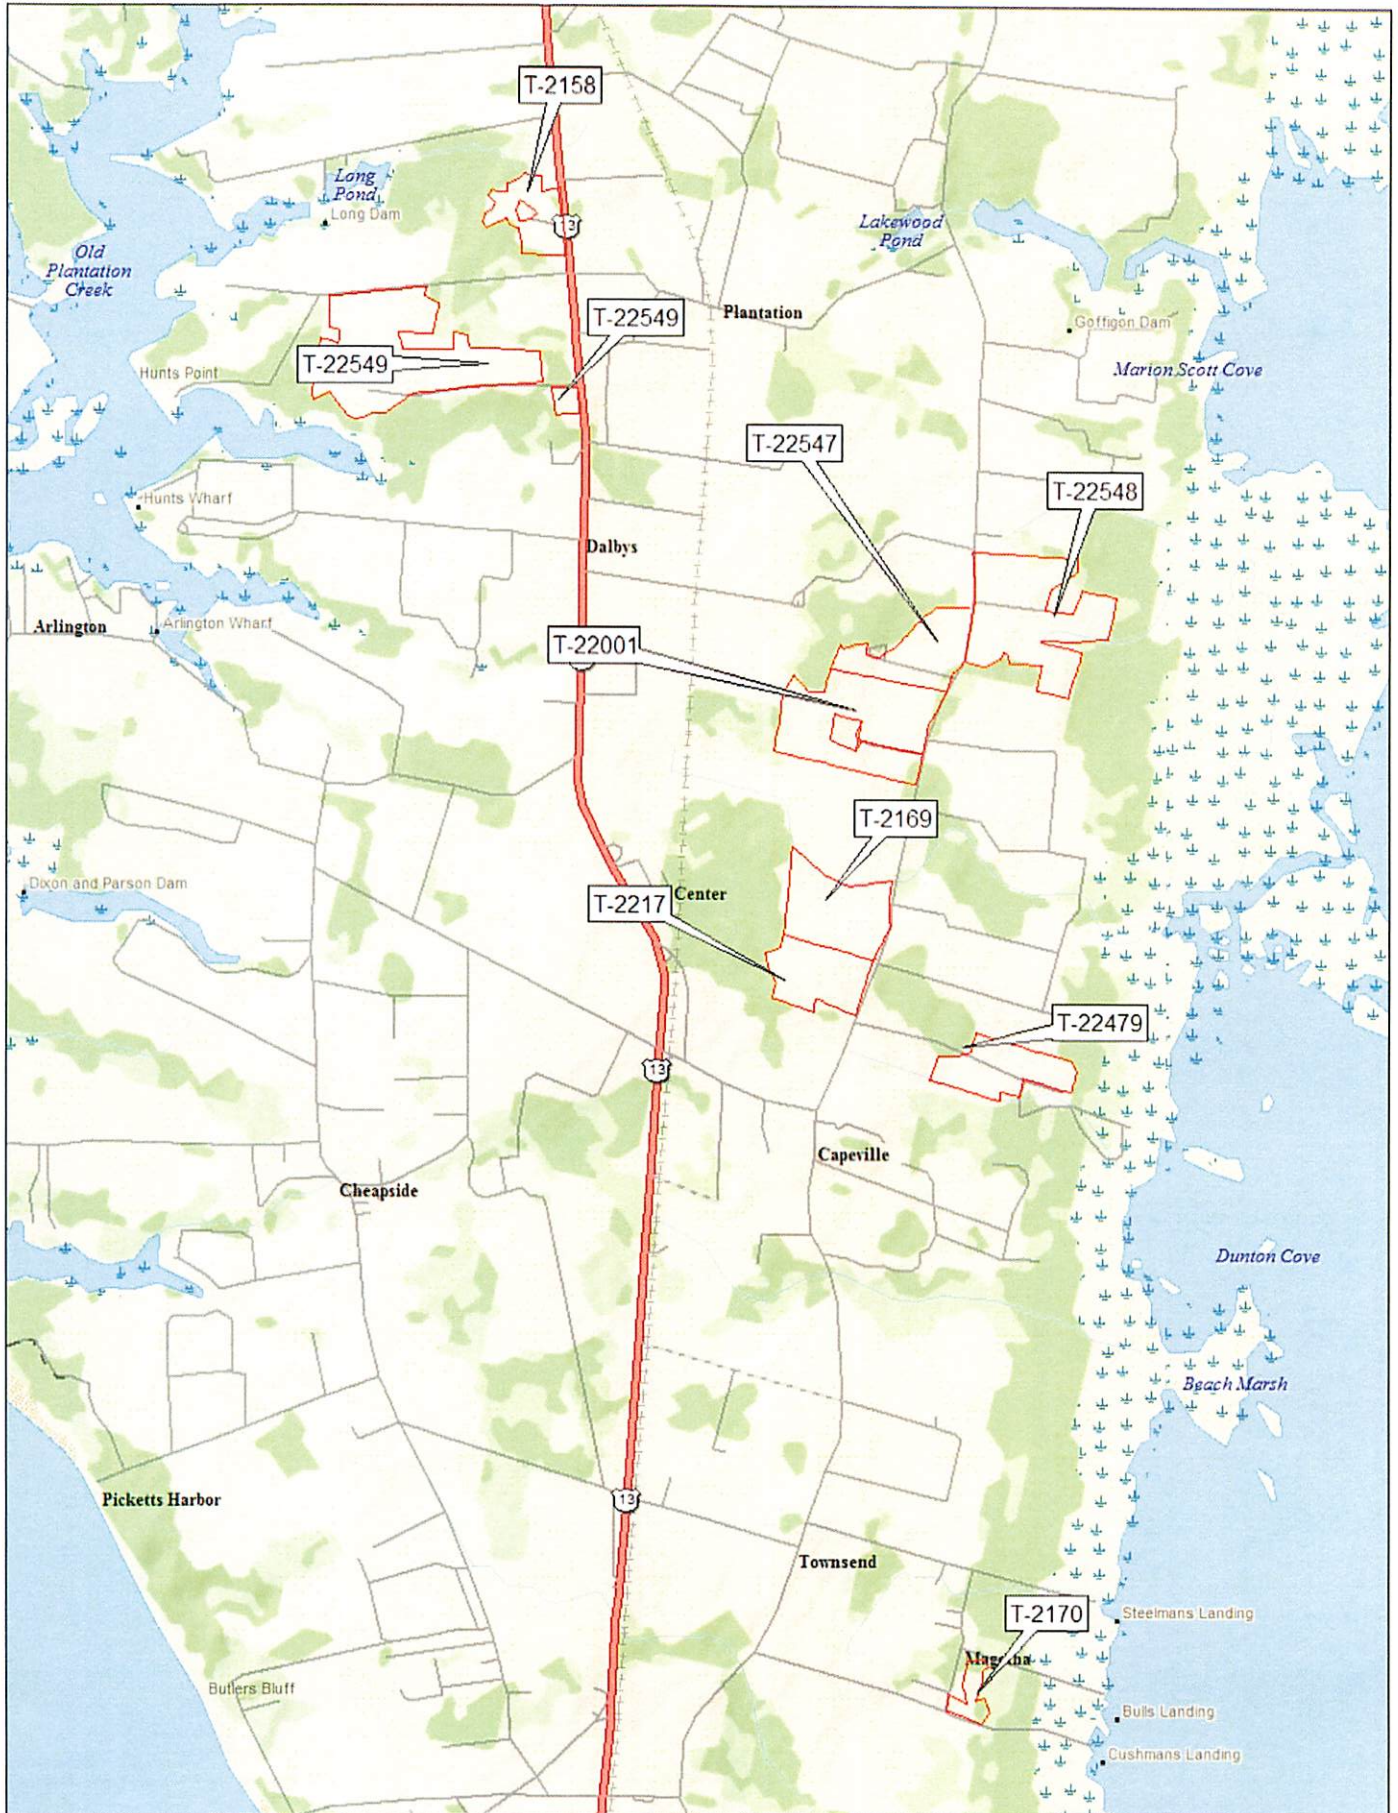 T-2158
Long
Pond
Long Dam
13
Lakewood
Pond
Old
Plantation
Creek
T-22549
Plantation
Goffigon Dam
T-22549
Hunts Point
Marion Scott Cove
T-22547
T-22548
Hunts Wharf
Dalbys
Arlington
Arlington Wharf
T-22001
T-2169
Dixon and Parson Dam
Center
T-2217
T-22479
13
Capeville
Cheapside
Dunton Cove
Beach Marsh
Picketts Harbor
13
Townsend
T-2170
Steelmans Landing
Butlers Bluff
Bulls Landing
Cushmans Landing